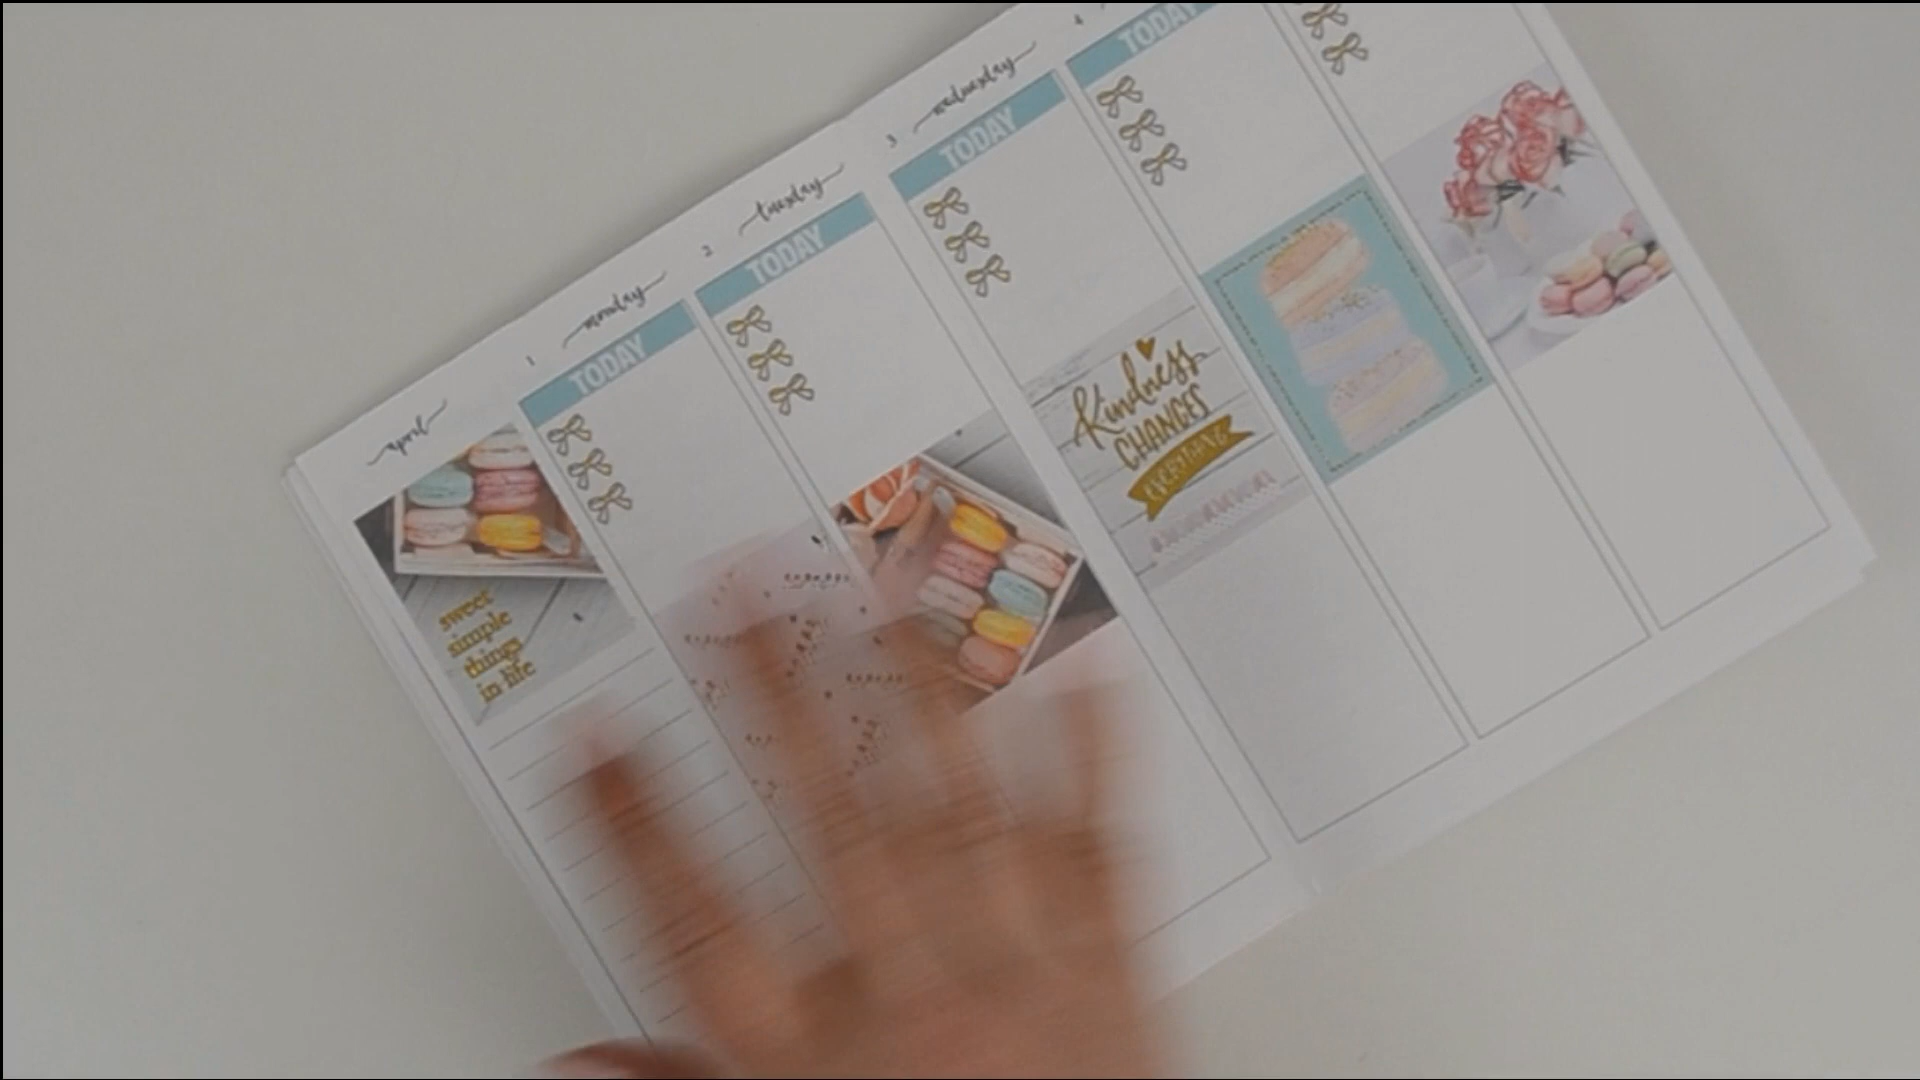 april
1 monday
2 tuesday
3 wednesday
4
TODAY
TODAY
TODAY
TODAY
sweet
simple
things
in life
Kindness
CHANGES
EVERYTHING